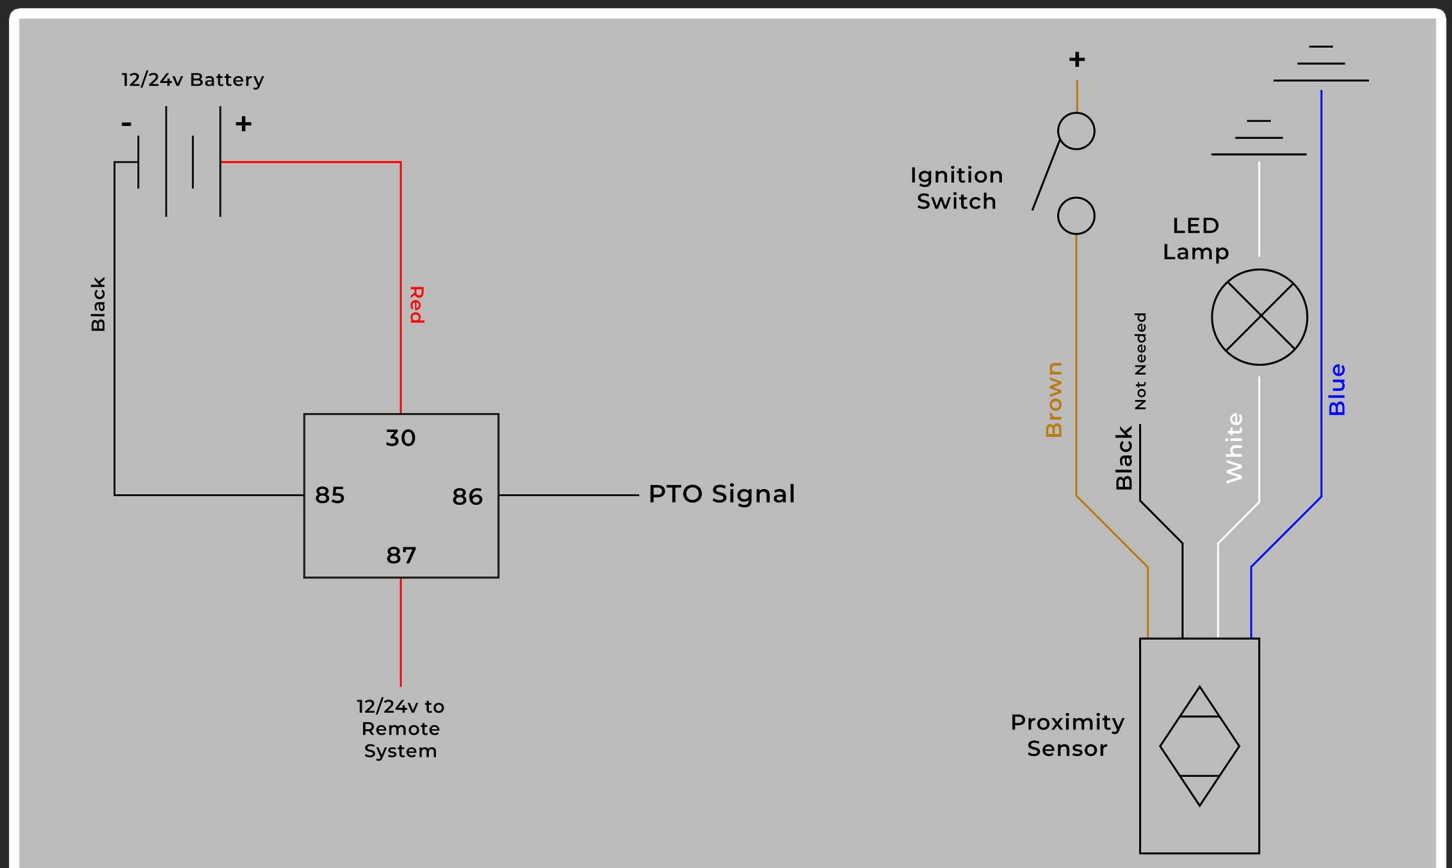 12/24v Battery
-
+
Black
Red
30
85
86
87
PTO Signal
12/24v to
Remote
System
+
Ignition
Switch
LED
Lamp
Brown
Not Needed
Black
White
Blue
Proximity
Sensor